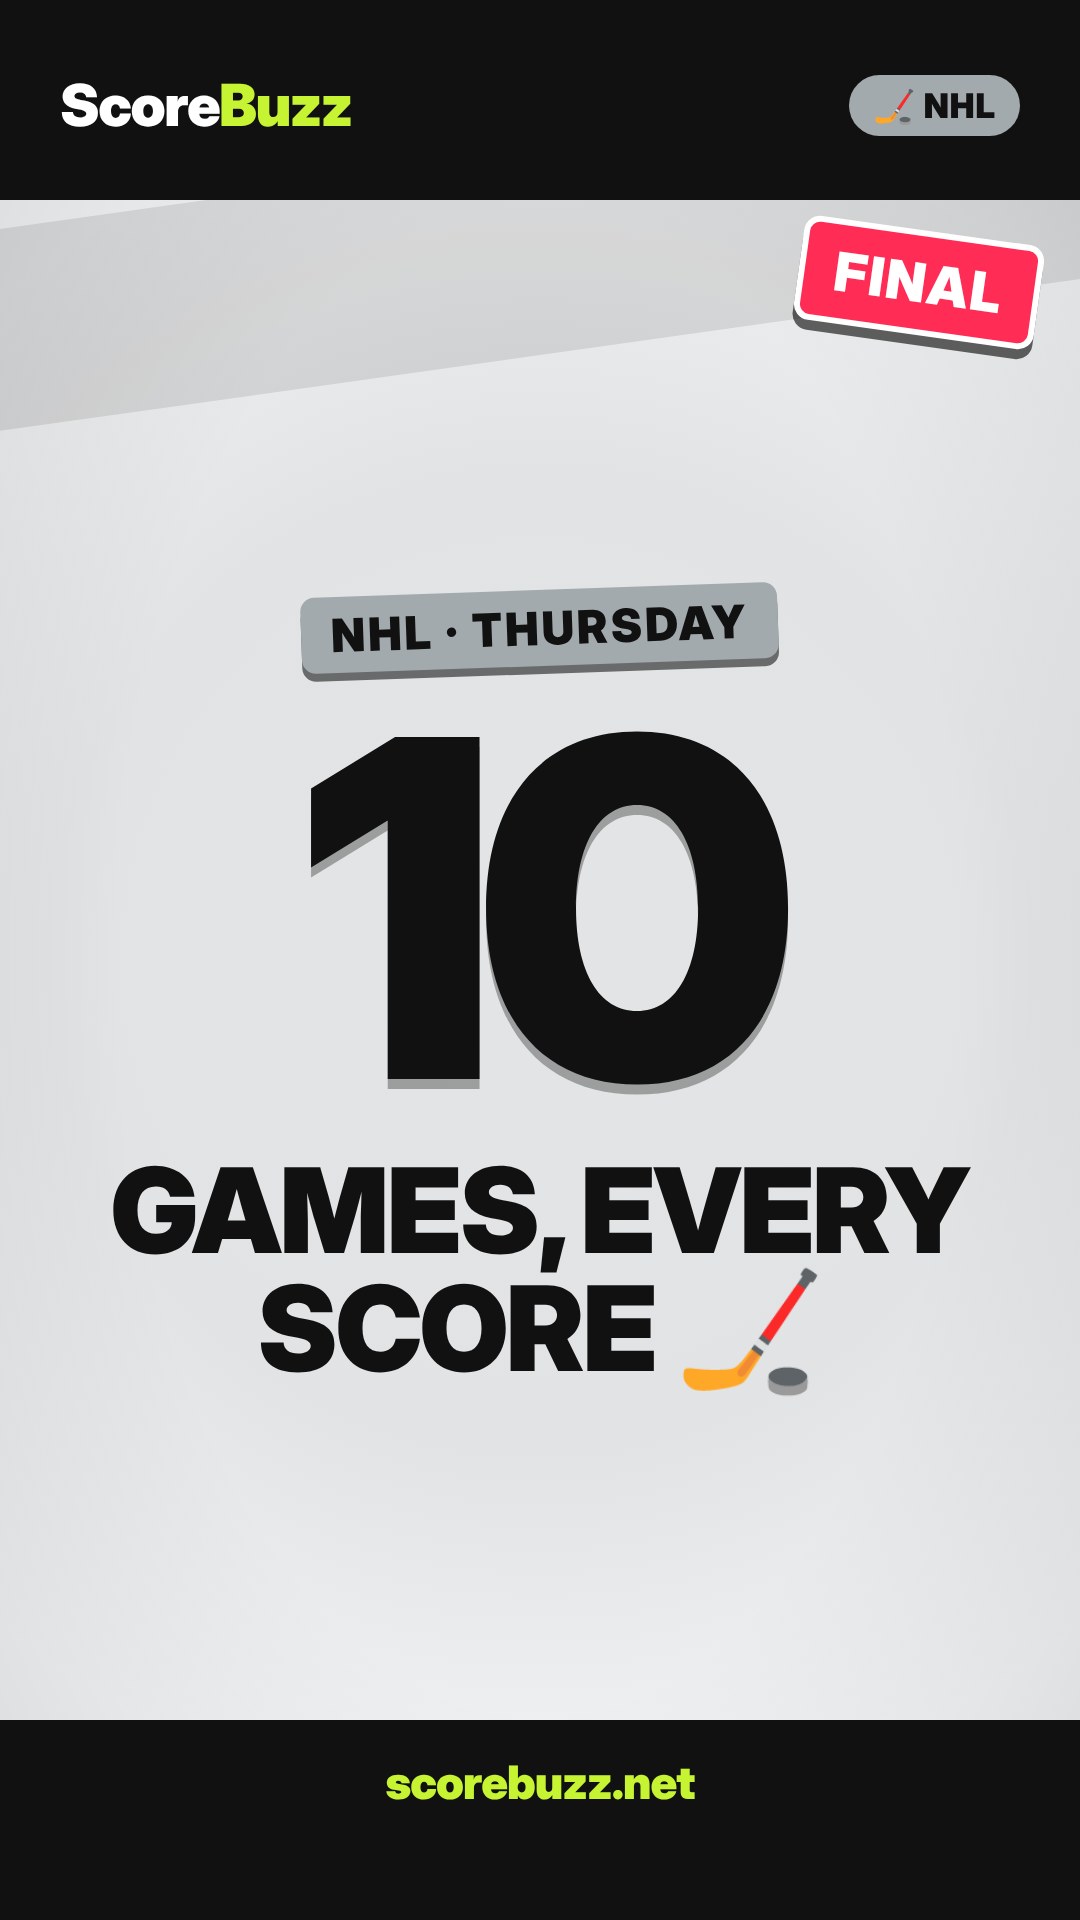 ScoreBuzz
🏒 NHL
FINAL
NHL · THURSDAY
10
GAMES, EVERY
SCORE 🏒
scorebuzz.net